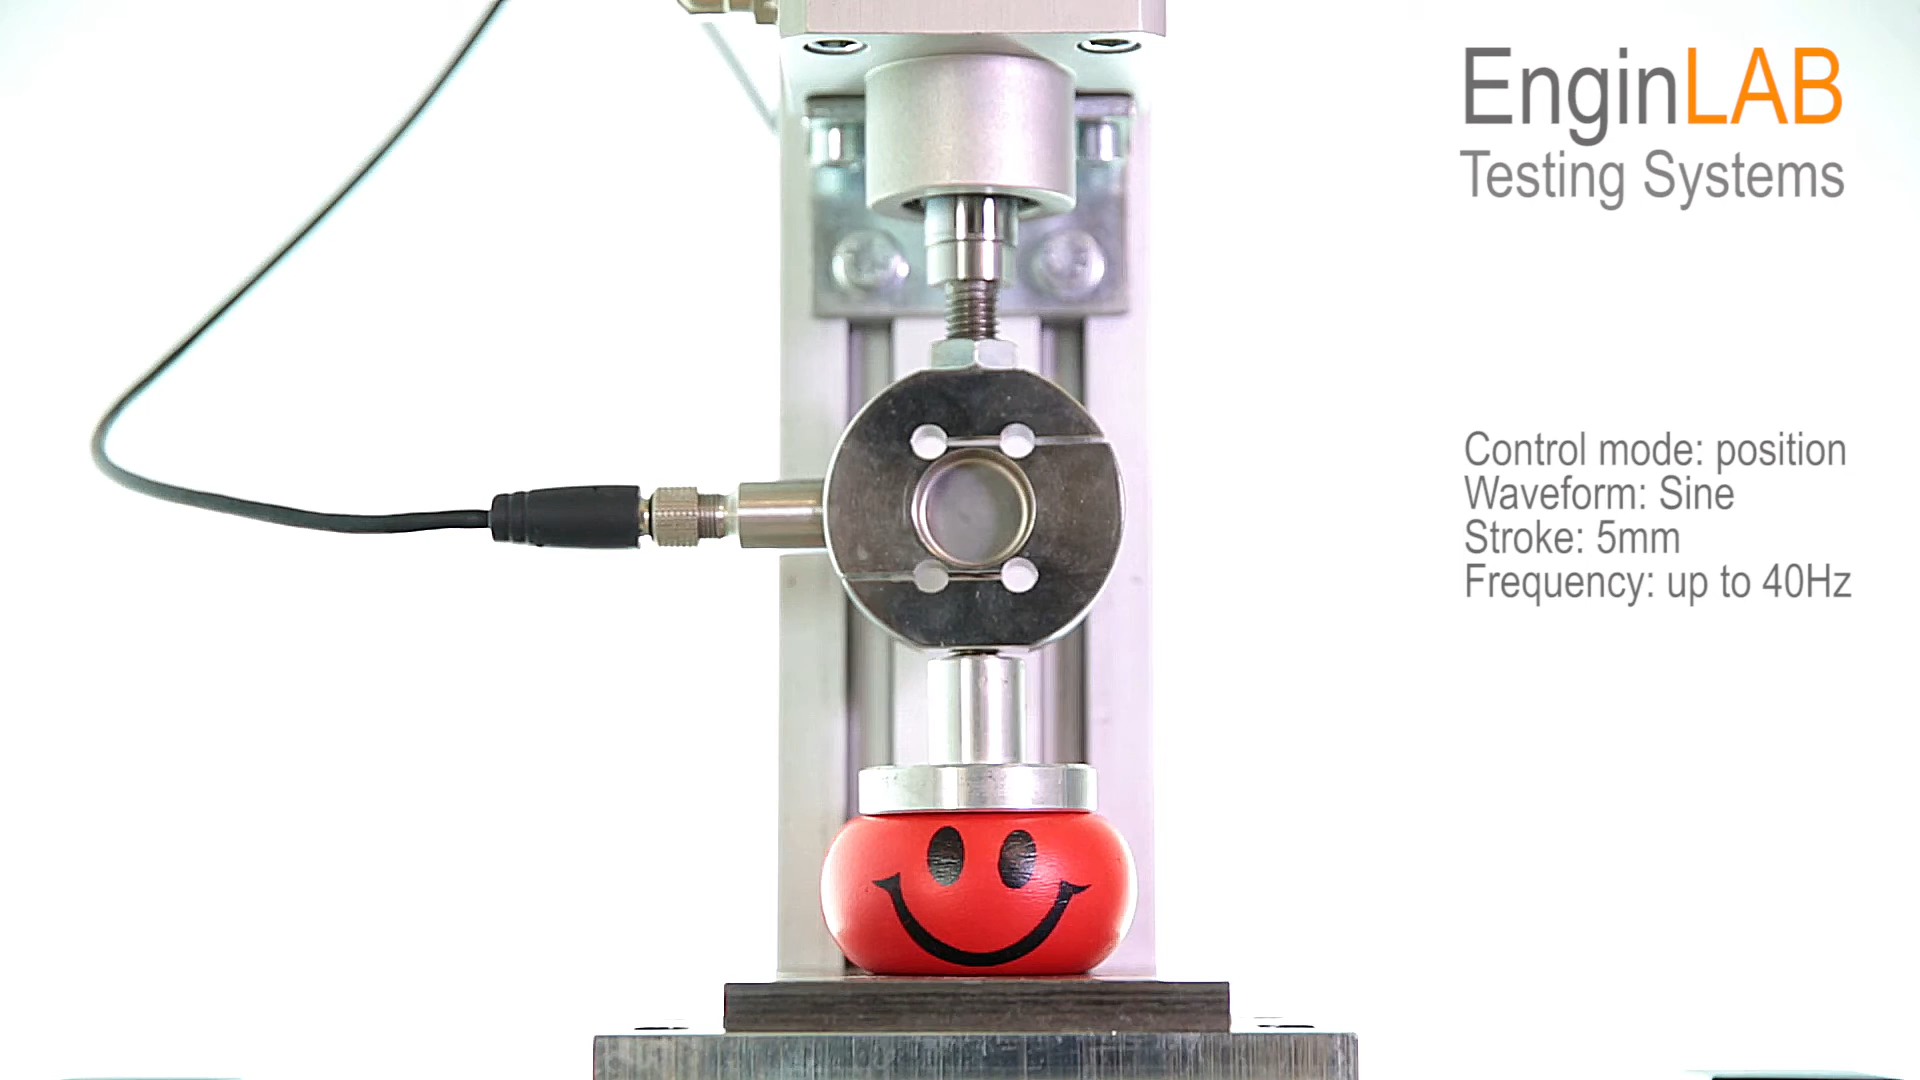 EnginLAB
Testing Systems
Control mode: position
Waveform: Sine
Stroke: 5mm
Frequency: up to 40Hz